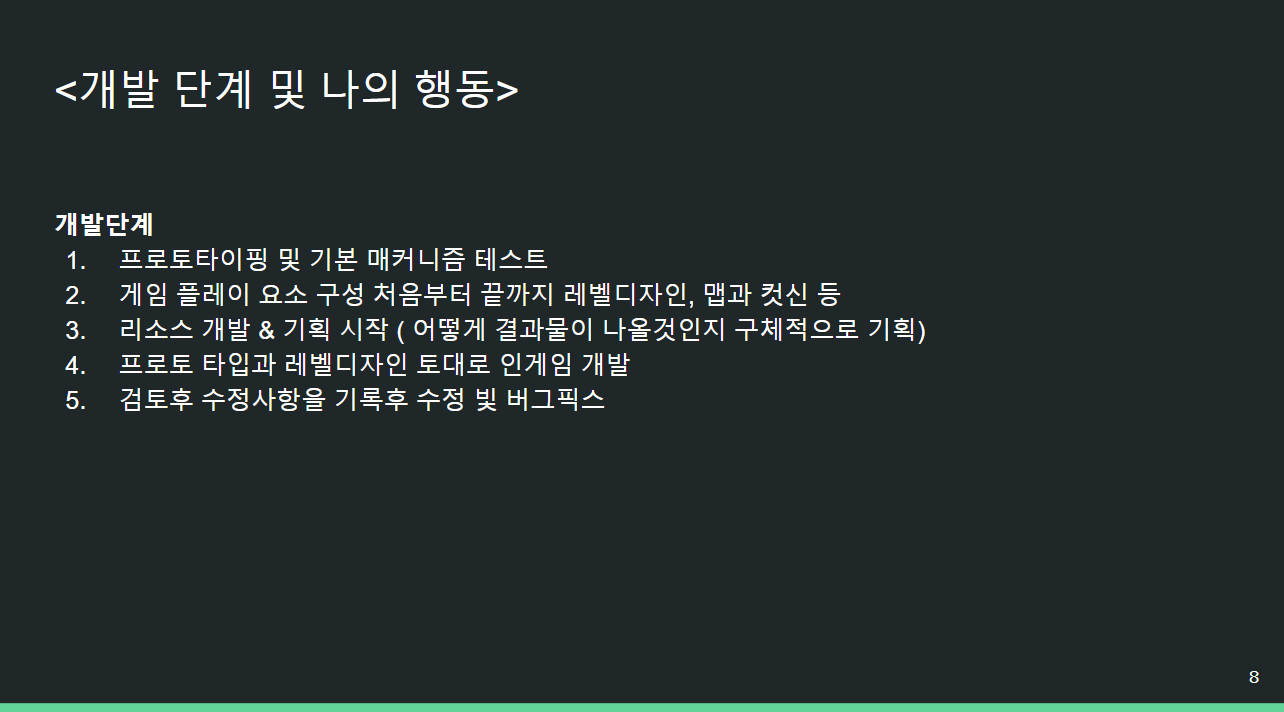 <개발 단계 및 나의 행동>
개발단계
1. 프로토타이핑 및 기본 매커니즘 테스트
2. 게임 플레이 요소 구성 처음부터 끝까지 레벨디자인, 맵과 컷신 등
3. 리소스 개발 & 기획 시작 ( 어떻게 결과물이 나올것인지 구체적으로 기획)
4. 프로토 타입과 레벨디자인 토대로 인게임 개발
5. 검토후 수정사항을 기록후 수정 빛 버그픽스
8